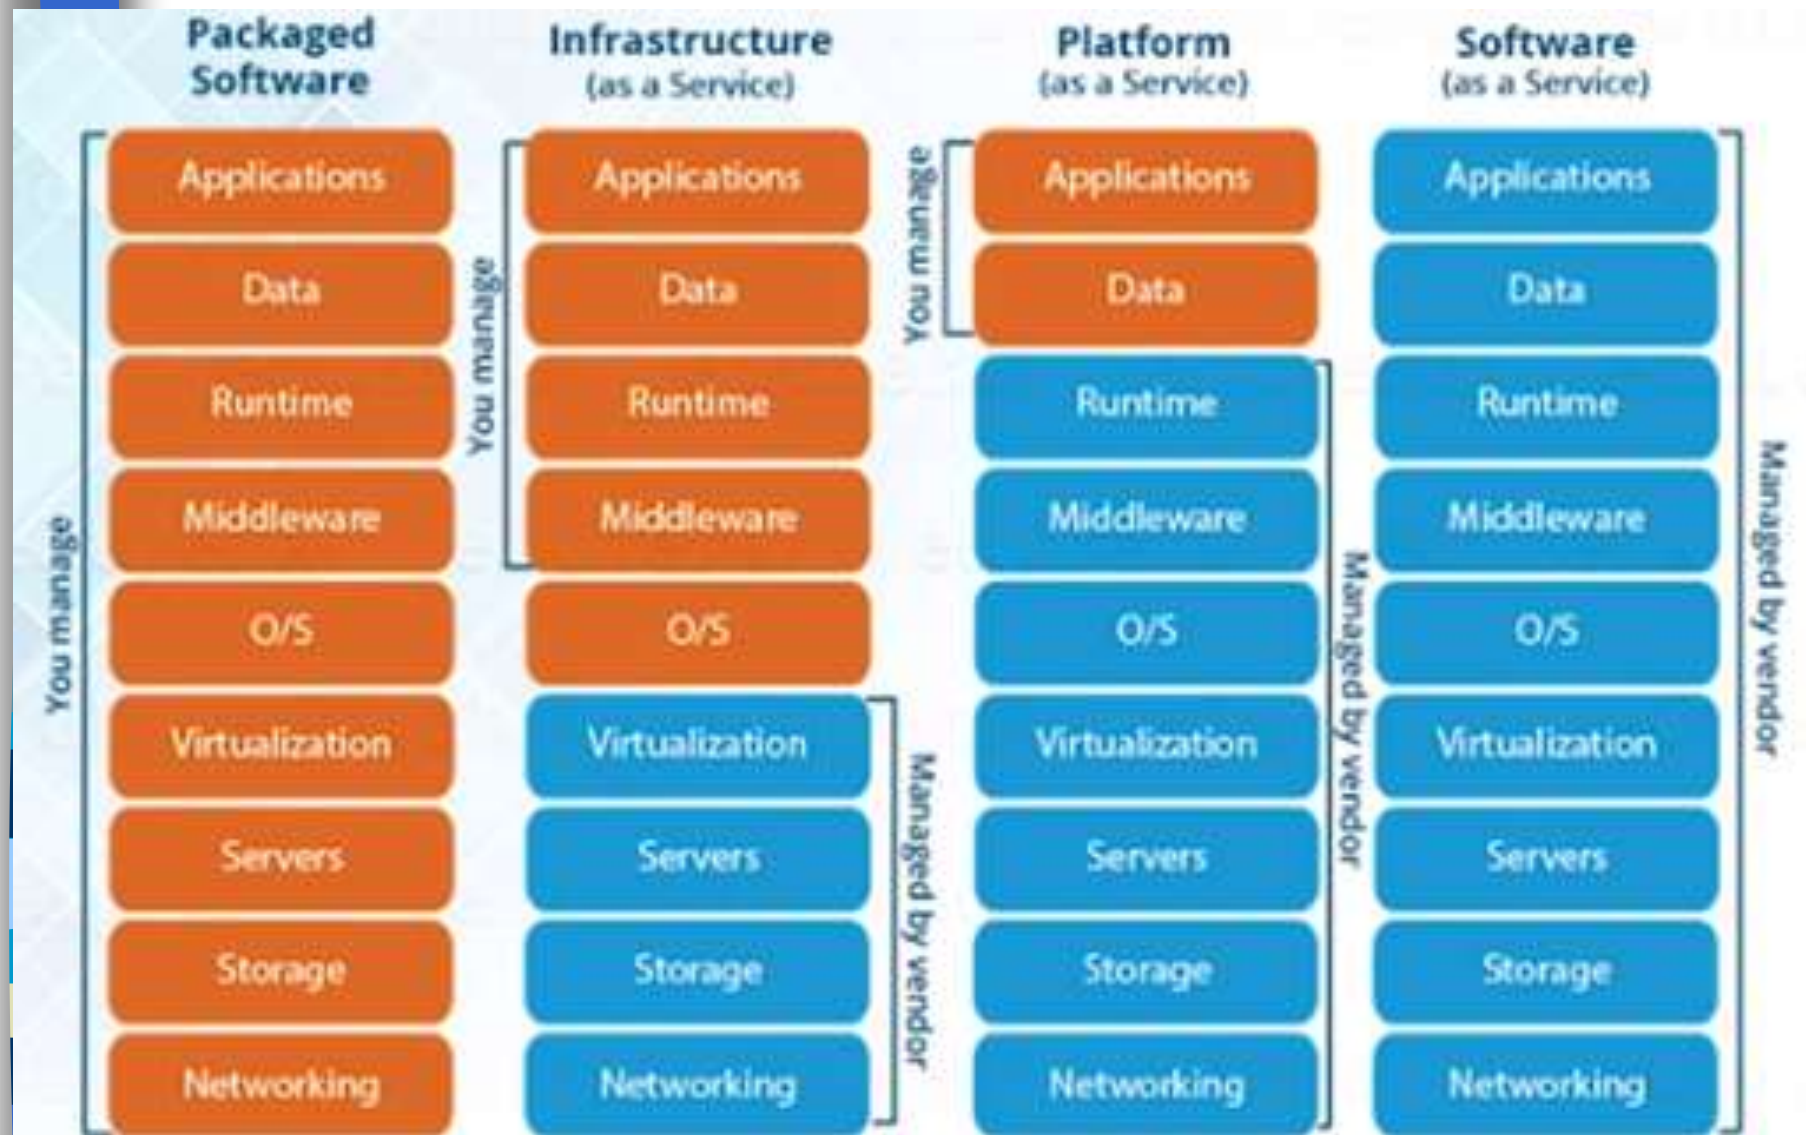 Packaged
Software
You manage
Applications
Data
Runtime
Middleware
O/S
Virtualization
Servers
Storage
Networking
Infrastructure
(as a Service)
You manage
Applications
Data
Runtime
Middleware
O/S
Virtualization
Servers
Storage
Networking
Managed by vendor
Platform
(as a Service)
You manage
Applications
Data
Runtime
Middleware
O/S
Virtualization
Servers
Storage
Networking
Managed by vendor
Software
(as a Service)
Applications
Data
Runtime
Middleware
O/S
Virtualization
Servers
Storage
Networking
Managed by vendor